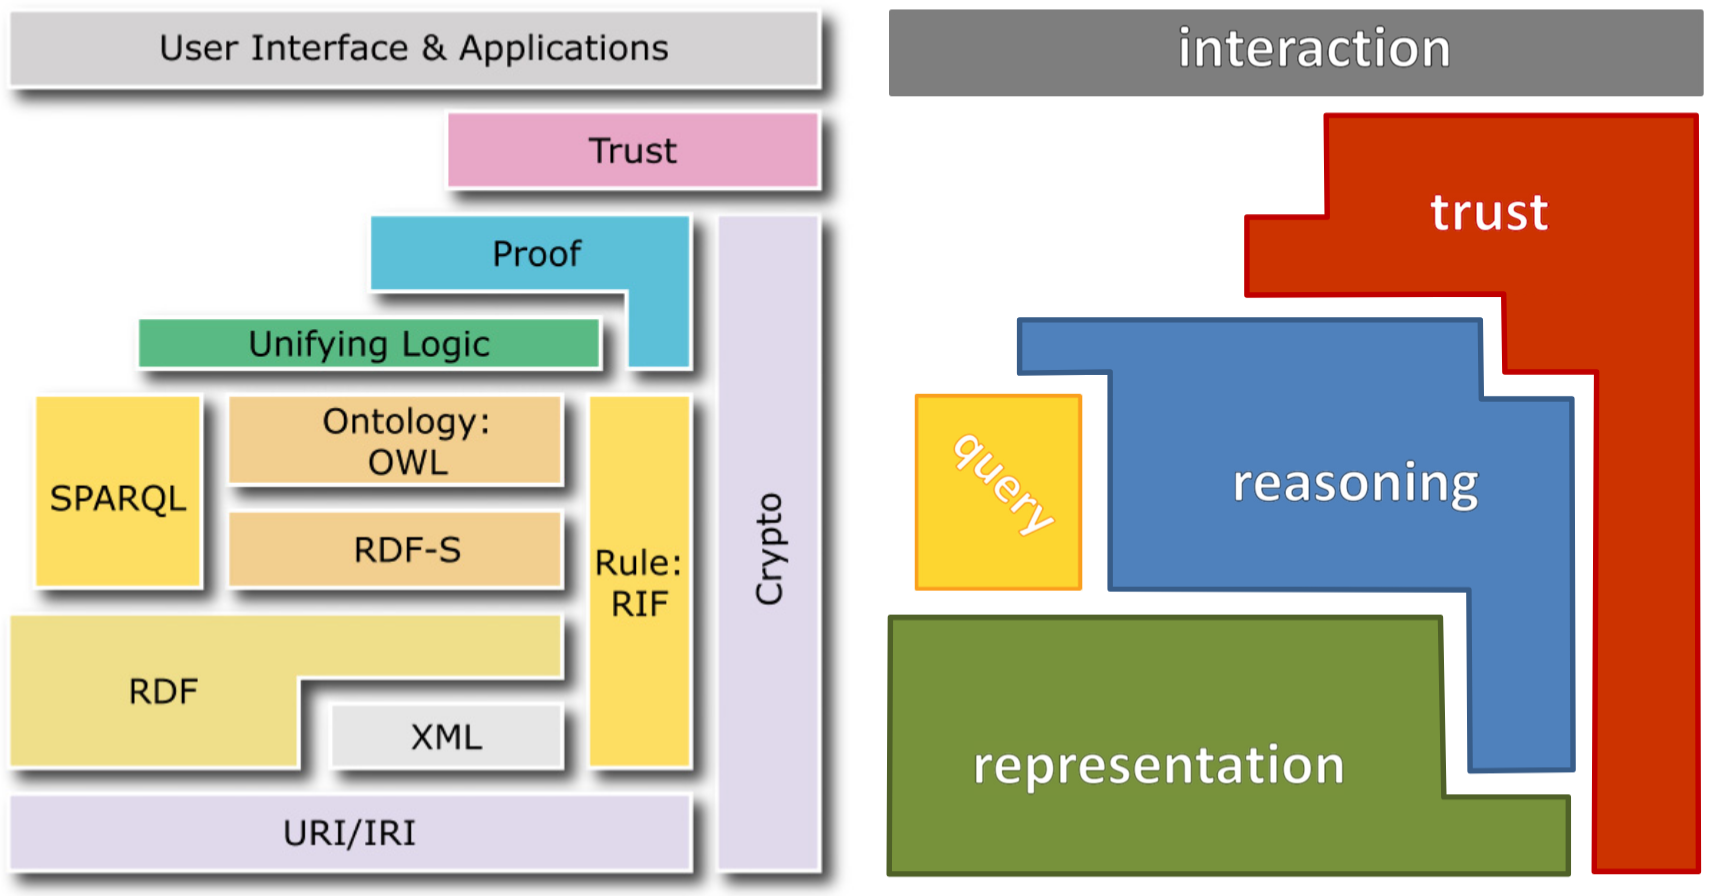 User Interface & Applications
Trust
Proof
Unifying Logic
SPARQL
Ontology:
OWL
RDF-S
Rule:
RIF
Crypto
RDF
XML
URI/IRI
interaction
trust
query
reasoning
representation